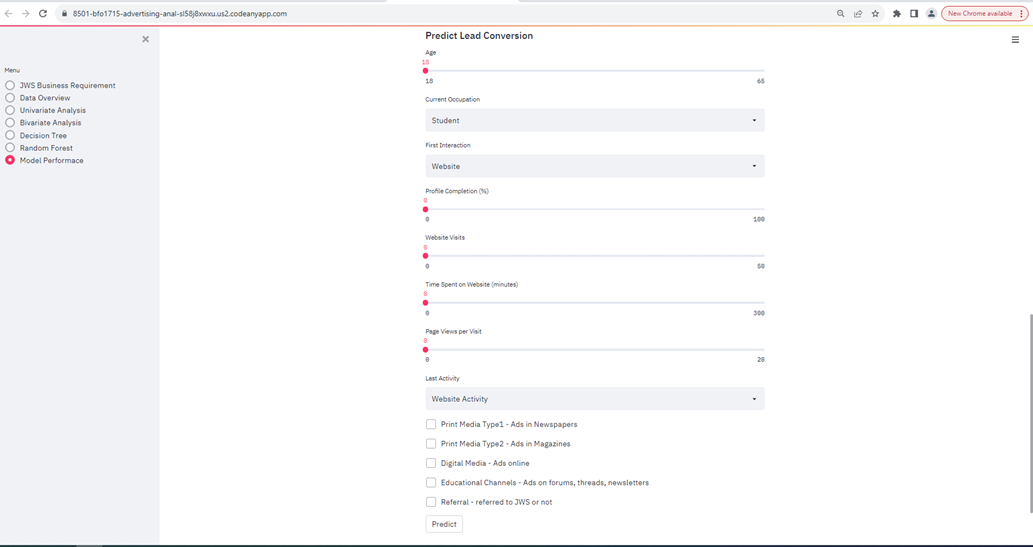 8501-bfo1715-advertising-anal-sl58j8xwxu.us2.codeanyapp.com
New Chrome available
Menu
JWS Business Requirement
Data Overview
Univariate Analysis
Bivariate Analysis
Decision Tree
Random Forest
Model Performace
Predict Lead Conversion
Age
18
18 65
Current Occupation
Student
First Interaction
Website
Profile Completion (%)
0
0 100
Website Visits
0
0 50
Time Spent on Website (minutes)
0
0 300
Page Views per Visit
0
0 20
Last Activity
Website Activity
Print Media Type1 - Ads in Newspapers
Print Media Type2 - Ads in Magazines
Digital Media - Ads online
Educational Channels - Ads on forums, threads, newsletters
Referral - referred to JWS or not
Predict